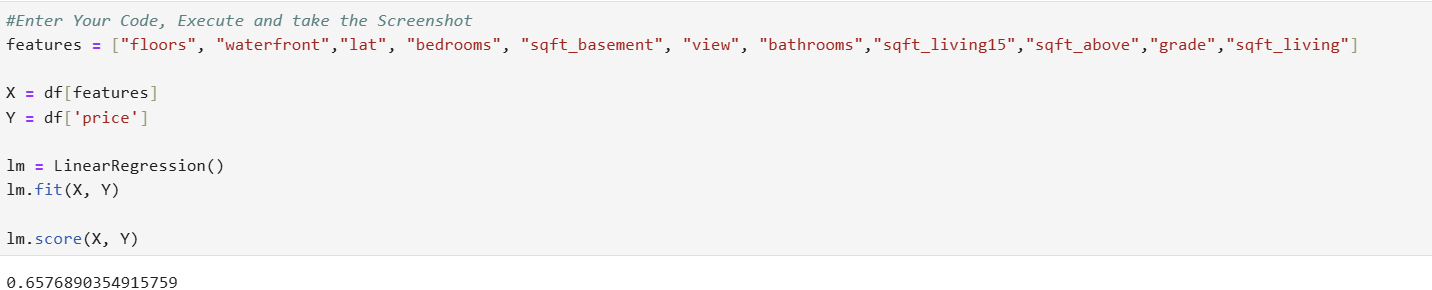 #Enter Your Code, Execute and take the Screenshot
features = ["floors", "waterfront","lat", "bedrooms", "sqft_basement", "view", "bathrooms","sqft_living15","sqft_above","grade","sqft_living"]
X = df[features]
Y = df['price']
lm = LinearRegression()
lm.fit(X, Y)
lm.score(X, Y)
0.6576890354915759